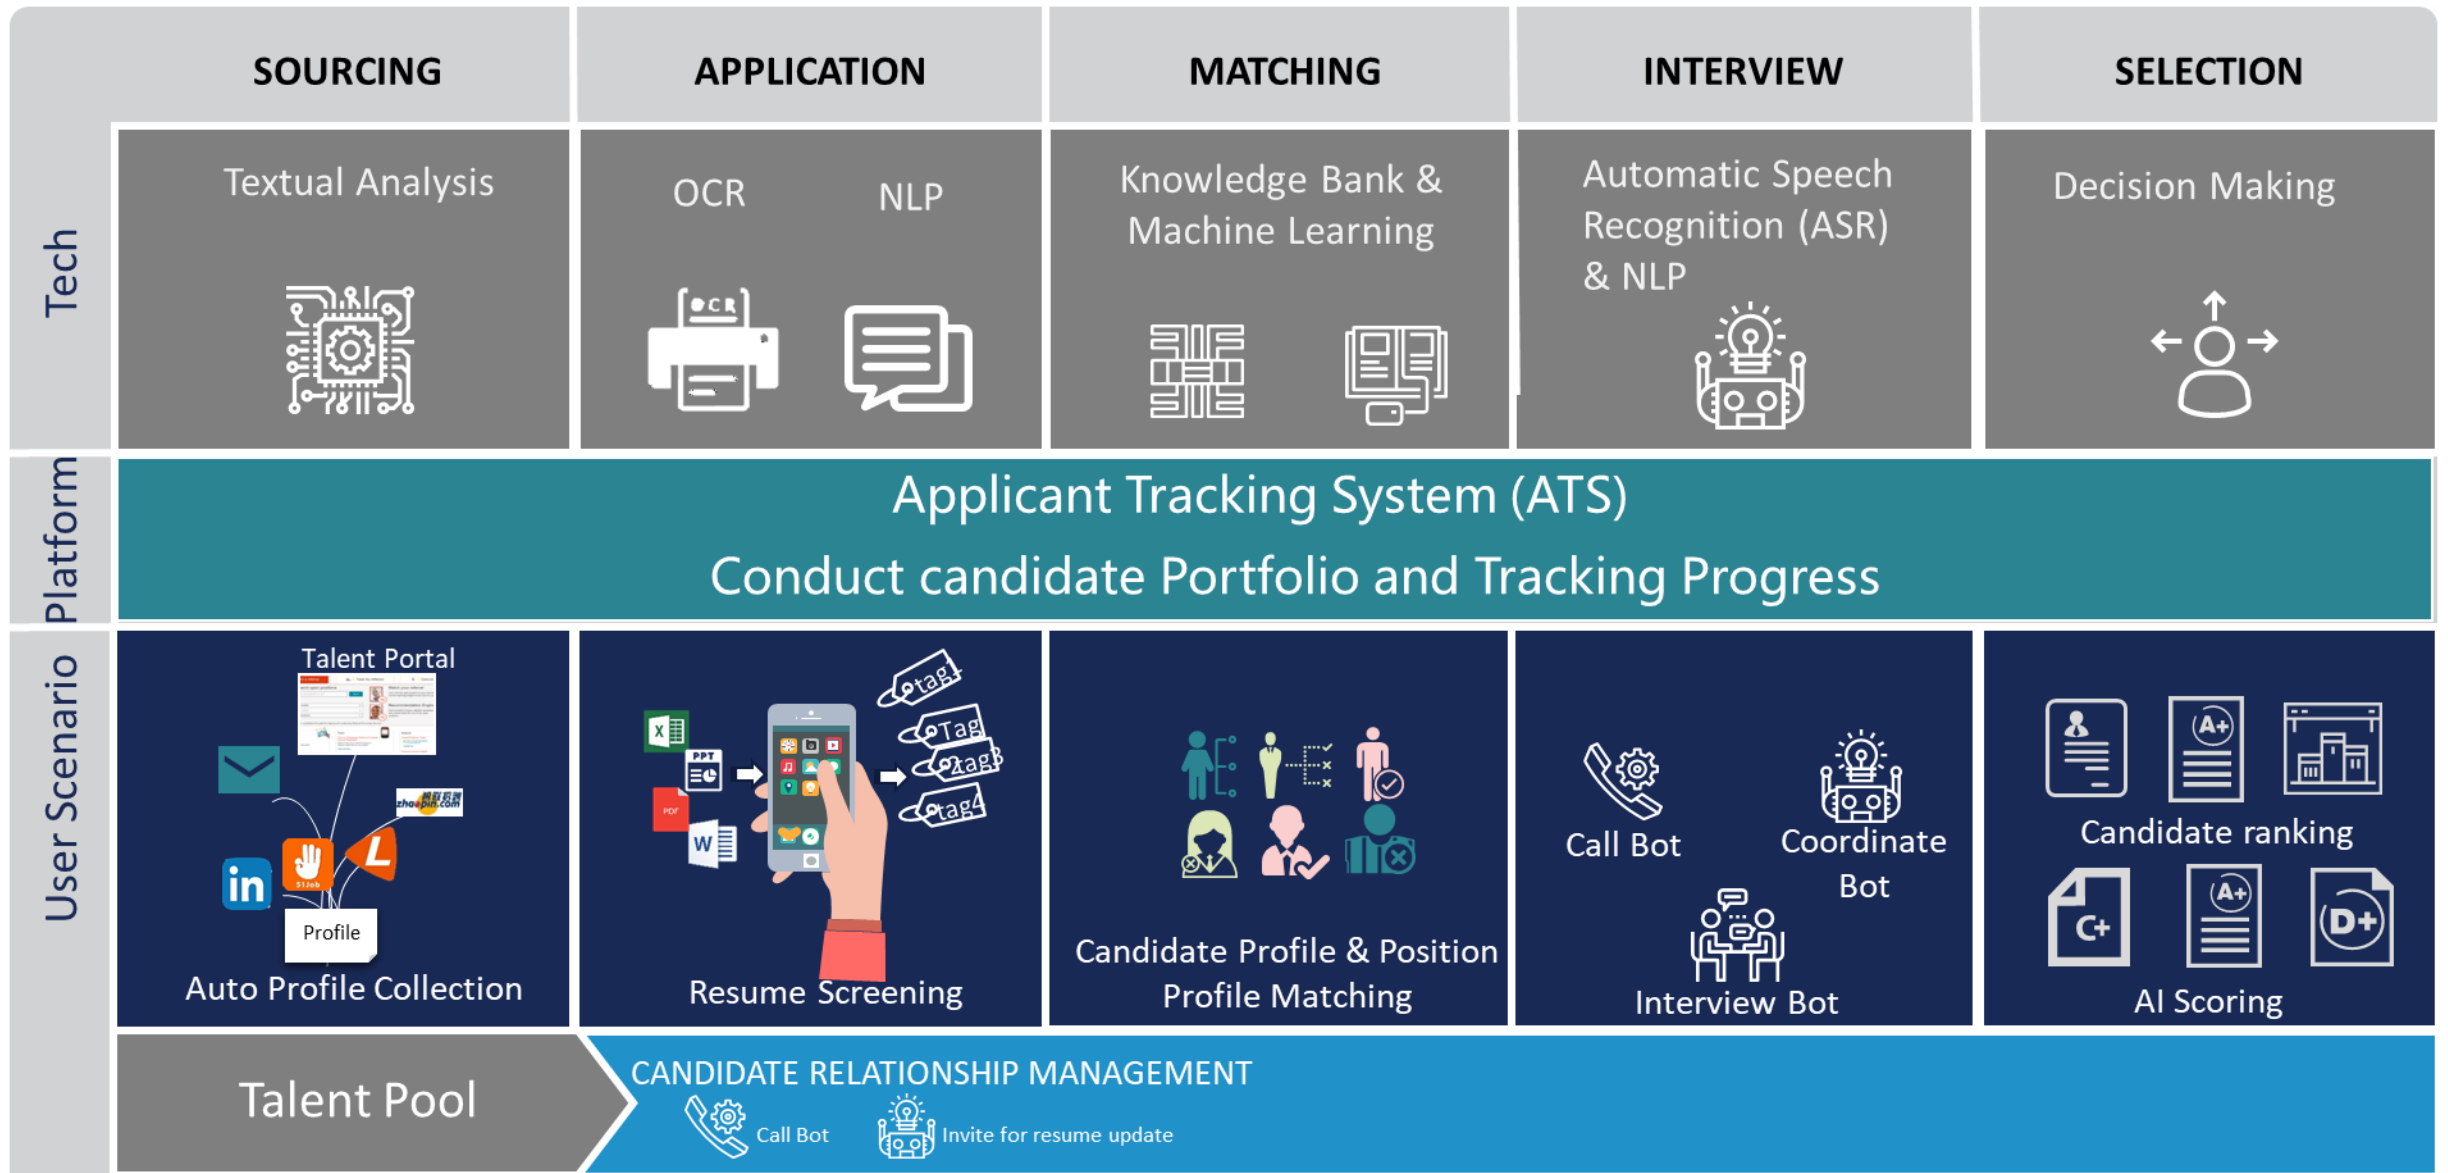 SOURCING
APPLICATION
MATCHING
INTERVIEW
SELECTION
Tech
Textual Analysis
OCR
NLP
OCR
Knowledge Bank &
Machine Learning
Automatic Speech
Recognition (ASR)
& NLP
Decision Making
Platform
Applicant Tracking System (ATS)
Conduct candidate Portfolio and Tracking Progress
User Scenario
Talent Portal
zhaopin.com
51Job
L
in
Profile
Auto Profile Collection
X
PPT
PDF
W
tag1
Tag
tag3
tag4
Resume Screening
Candidate Profile & Position
Profile Matching
Call Bot
Coordinate
Bot
Interview Bot
A+
Candidate ranking
C+
A+
D+
AI Scoring
Talent Pool
CANDIDATE RELATIONSHIP MANAGEMENT
Call Bot
Invite for resume update